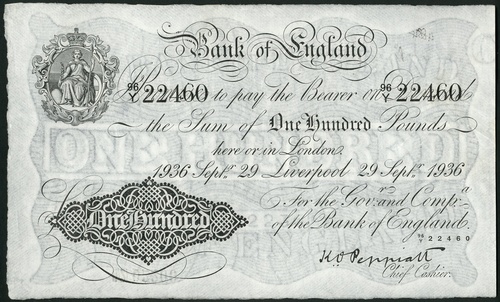 Bank of England
96/Y 22460 to pay the Bearer on 96/Y 22460
the Sum of One Hundred Pounds
here or in London.
1936 Septr. 29 Liverpool 29 Septr. 1936
For the Govr. and Compa.
One Hundred
of the Bank of England.
96/Y 22460
K.O. Peppiatt
Chief Cashier.